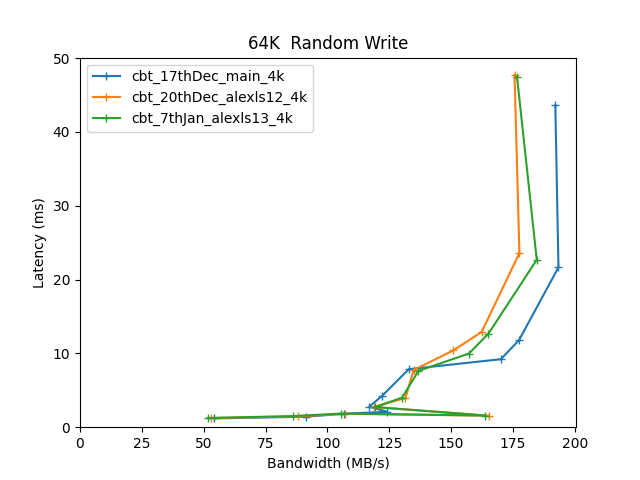 64K  Random Write
cbt_17thDec_main_4k
cbt_20thDec_alexls12_4k
cbt_7thJan_alexls13_4k
50
40
30
20
10
0
Latency (ms)
0 25 50 75 100 125 150 175 200
Bandwidth (MB/s)